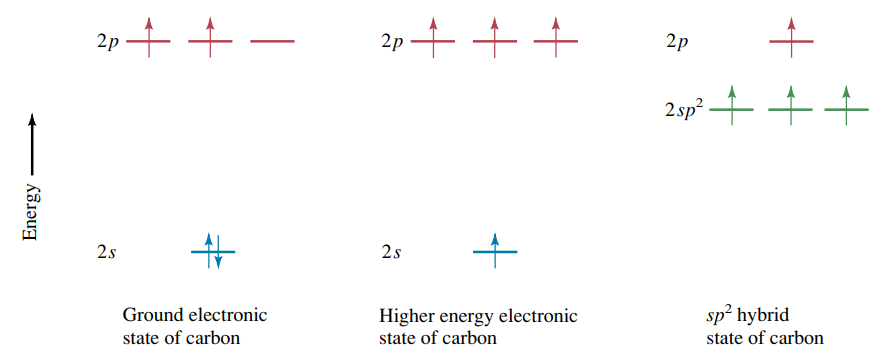 2p
2p
2p
2sp²
Energy
2s
2s
Ground electronic
state of carbon
Higher energy electronic
state of carbon
sp² hybrid
state of carbon